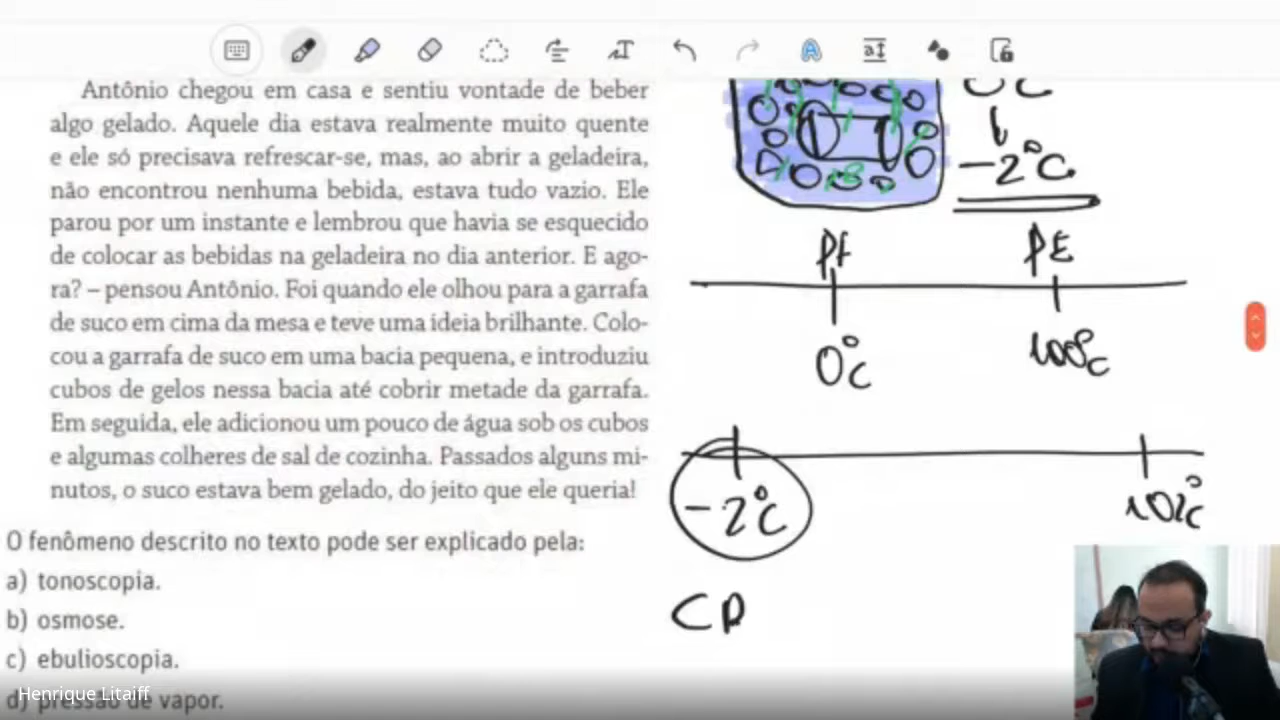 Antônio chegou em casa e sentiu vontade de beber
algo gelado. Aquele dia estava realmente muito quente
e ele só precisava refrescar-se, mas, ao abrir a geladeira,
não encontrou nenhuma bebida, estava tudo vazio. Ele
parou por um instante e lembrou que havia se esquecido
de colocar as bebidas na geladeira no dia anterior. E ago-
ra? – pensou Antônio. Foi quando ele olhou para a garrafa
de suco em cima da mesa e teve uma ideia brilhante. Colo-
cou a garrafa de suco em uma bacia pequena, e introduziu
cubos de gelos nessa bacia até cobrir metade da garrafa.
Em seguida, ele adicionou um pouco de água sob os cubos
e algumas colheres de sal de cozinha. Passados alguns mi-
nutos, o suco estava bem gelado, do jeito que ele queria!
O fenômeno descrito no texto pode ser explicado pela:
a) tonoscopia.
b) osmose.
c) ebulioscopia.
d) pressão de vapor.
Henrique Litaiff
-2°C
PF
PE
0°C
100°C
-2°C
102°C
CR